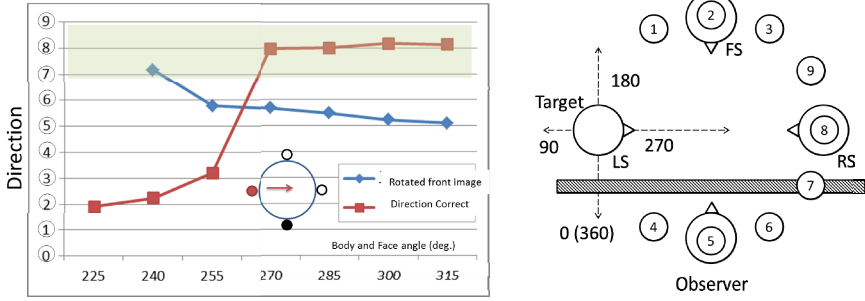 Direction
⑨
⑧
⑦
⑥
⑤
④
③
②
①
⓪
225 240 255 270 285 300 315
Rotated front Image
Direction Correct
Body and Face angle (deg.)
1 2 3
FS
9
180
Target
90 270
LS
8
RS
7
0 (360)
4 5 6
Observer